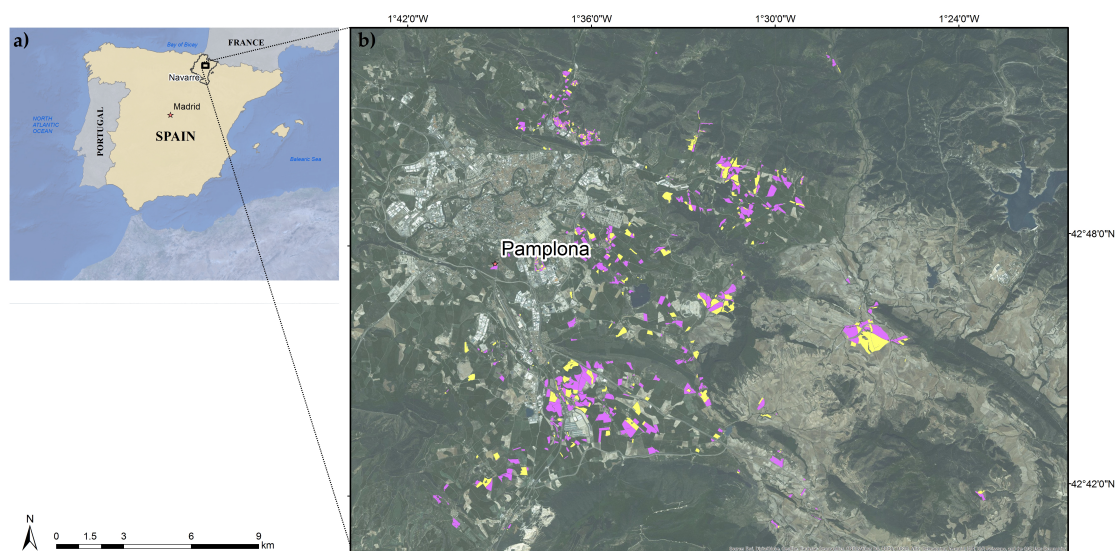 a)
Bay of Biscay
FRANCE
Navarre
Madrid
NORTH
ATLANTIC
OCEAN
PORTUGAL
SPAIN
Balearic Sea
N
0 1.5 3 6 9
km
1°42'0"W 1°36'0"W 1°30'0"W 1°24'0"W
b)
42°48'0"N
Pamplona
42°42'0"N